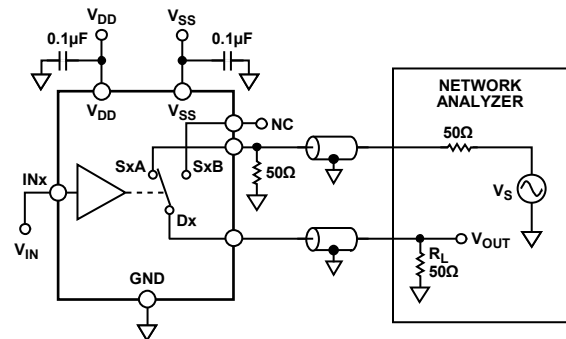 VDD
VSS
0.1µF
0.1µF
VDD
VSS
NC
NETWORK
ANALYZER
50Ω
SxA
SxB
50Ω
INx
VS
Dx
VIN
VOUT
GND
RL
50Ω